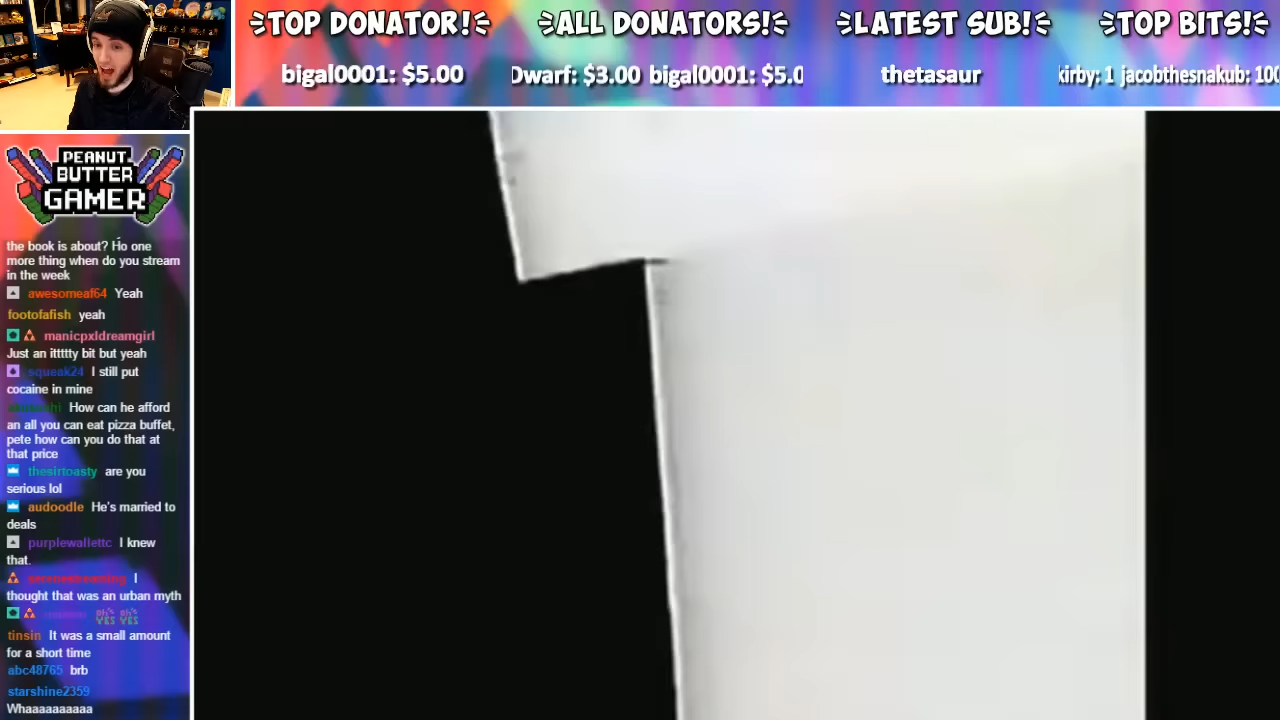 TOP DONATOR!
ALL DONATORS!
LATEST SUB!
TOP BITS!
bigal0001: $5.00
Dwarf: $3.00 bigal0001: $5.0
thetasaur
kirby: 1 jacobthesnakub: 100
PEANUT
BUTTER
GAMER
the book is about? Ho one
more thing when do you stream
in the week
awesomeaf64 Yeah
footofafish yeah
manicpxldreamgirl
Just an ittttty bit but yeah
squeak24 I still put
cocaine in mine
How can he afford
an all you can eat pizza buffet,
pete how can you do that at
that price
thesirtoasty are you
serious lol
audoodle He's married to
deals
purplewallettc I knew
that.
I
thought that was an urban myth
tinsin It was a small amount
for a short time
abc48765 brb
starshine2359
Whaaaaaaaaaa